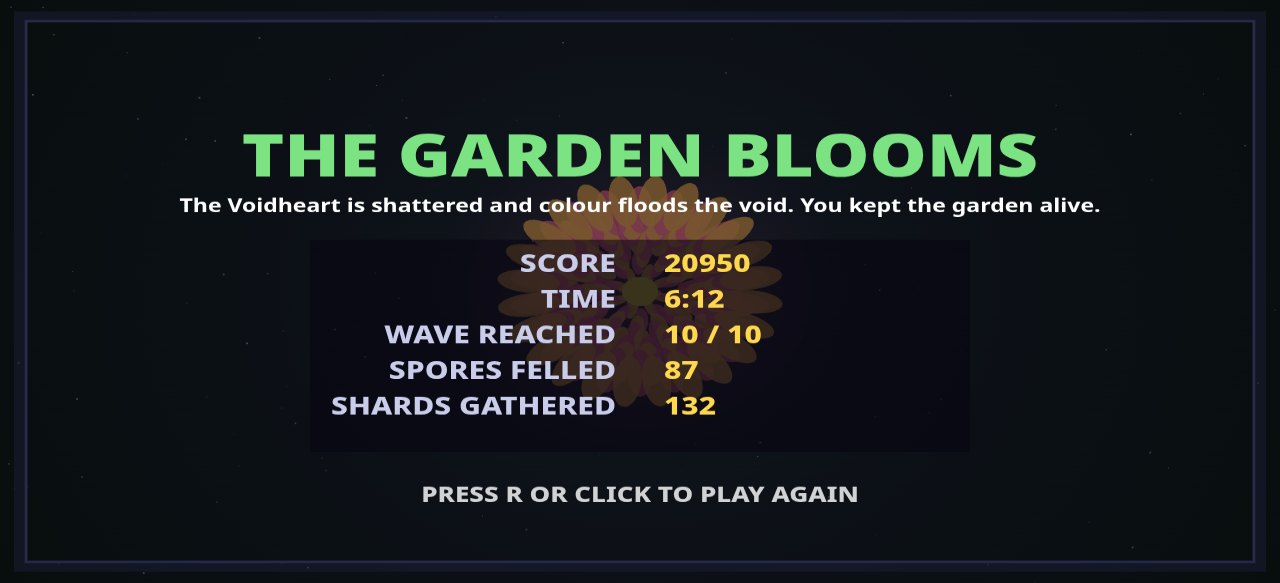 THE GARDEN BLOOMS
The Voidheart is shattered and colour floods the void. You kept the garden alive.
SCORE 20950
TIME 6:12
WAVE REACHED 10 / 10
SPORES FELLED 87
SHARDS GATHERED 132
PRESS R OR CLICK TO PLAY AGAIN